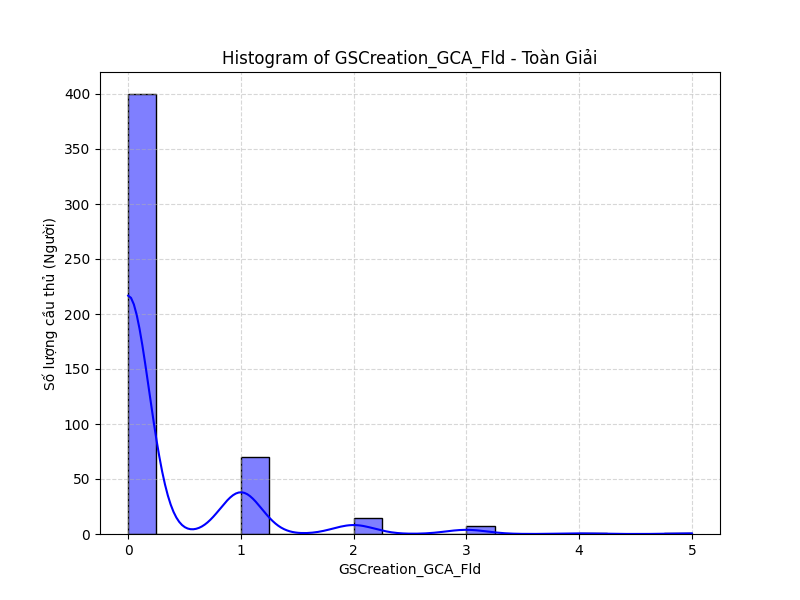 Histogram of GSCreation_GCA_Fld - Toàn Giải
400
350
300
250
200
150
100
50
0
Số lượng cầu thủ (Người)
0 1 2 3 4 5
GSCreation_GCA_Fld